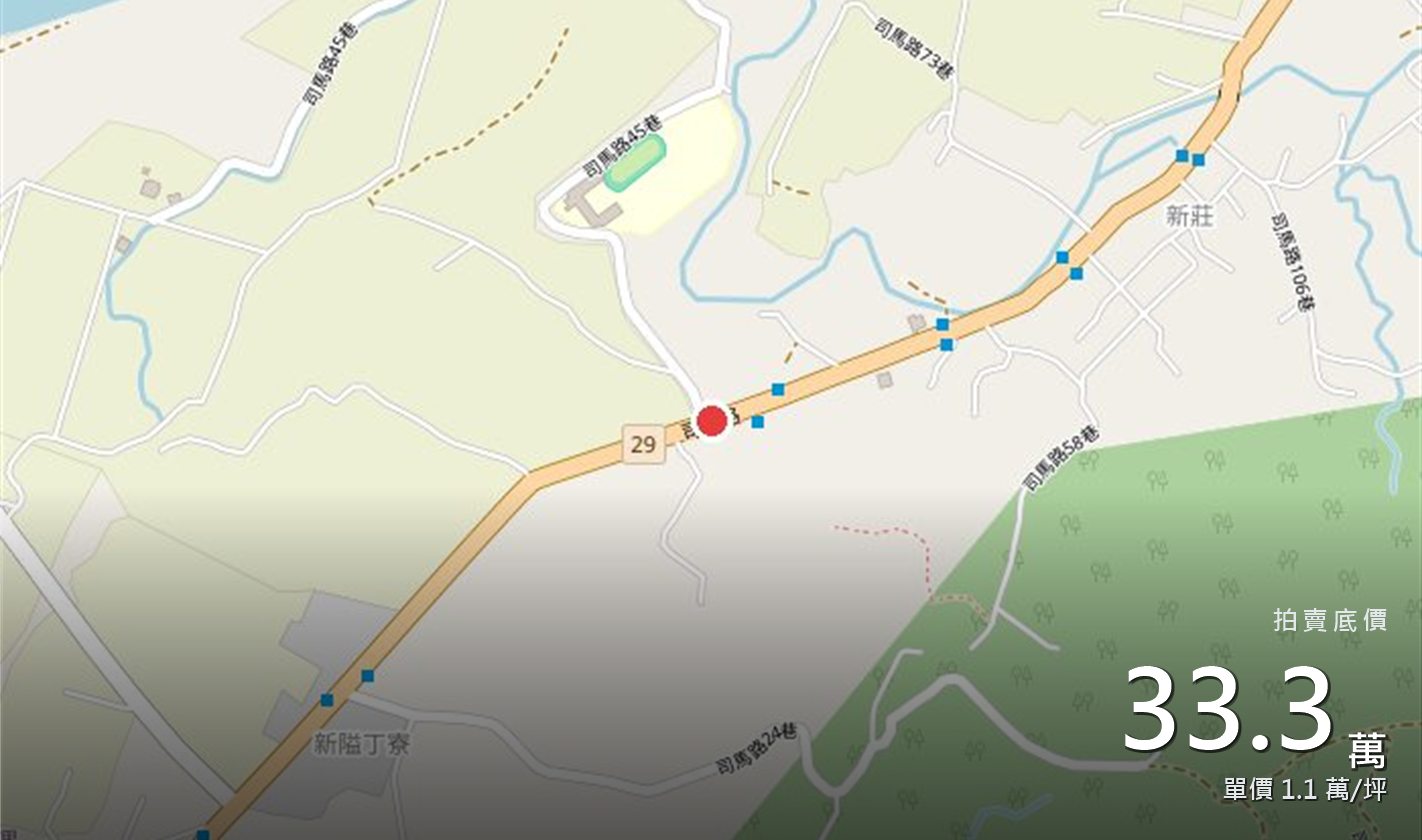 司馬路45巷
司馬路73巷
司馬路45巷
新莊
司馬路106巷
29
路
司馬路58巷
拍賣底價
33.3 萬
單價 1.1 萬/坪
新隘丁寮
司馬路24巷